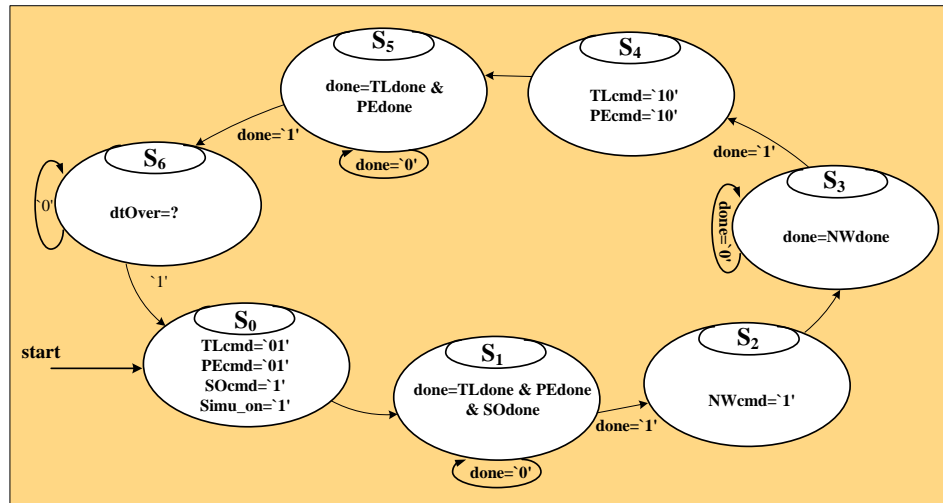 S5
done=TLdone &
PEdone
done=`0'
S4
TLcmd=`10'
PEcmd=`10'
done=`1'
done=`1'
S6
dtOver=?
`0'
`1'
S3
done=NWdone
done=`0'
start
S0
TLcmd=`01'
PEcmd=`01'
SOcmd=`1'
Simu_on=`1'
S1
done=TLdone & PEdone
& SOdone
done=`0'
done=`1'
S2
NWcmd=`1'